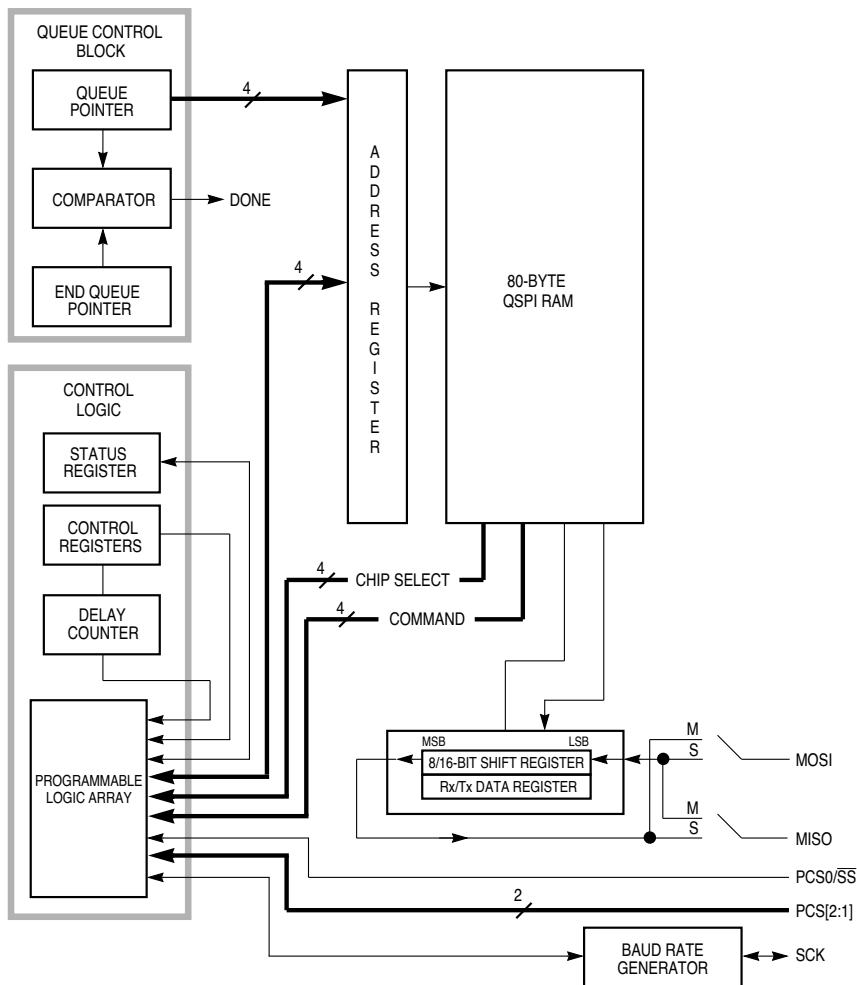 QUEUE CONTROL
BLOCK
QUEUE
POINTER
4
COMPARATOR
DONE
END QUEUE
POINTER
4
ADDRESS REGISTER
80-BYTE
QSPI RAM
CONTROL
LOGIC
STATUS
REGISTER
CONTROL
REGISTERS
DELAY
COUNTER
PROGRAMMABLE
LOGIC ARRAY
4
CHIP SELECT
4
COMMAND
MSB
LSB
8/16-BIT SHIFT REGISTER
Rx/Tx DATA REGISTER
M
S
MOSI
M
S
MISO
PCS0/S̅S̅
2
PCS[2:1]
BAUD RATE
GENERATOR
SCK